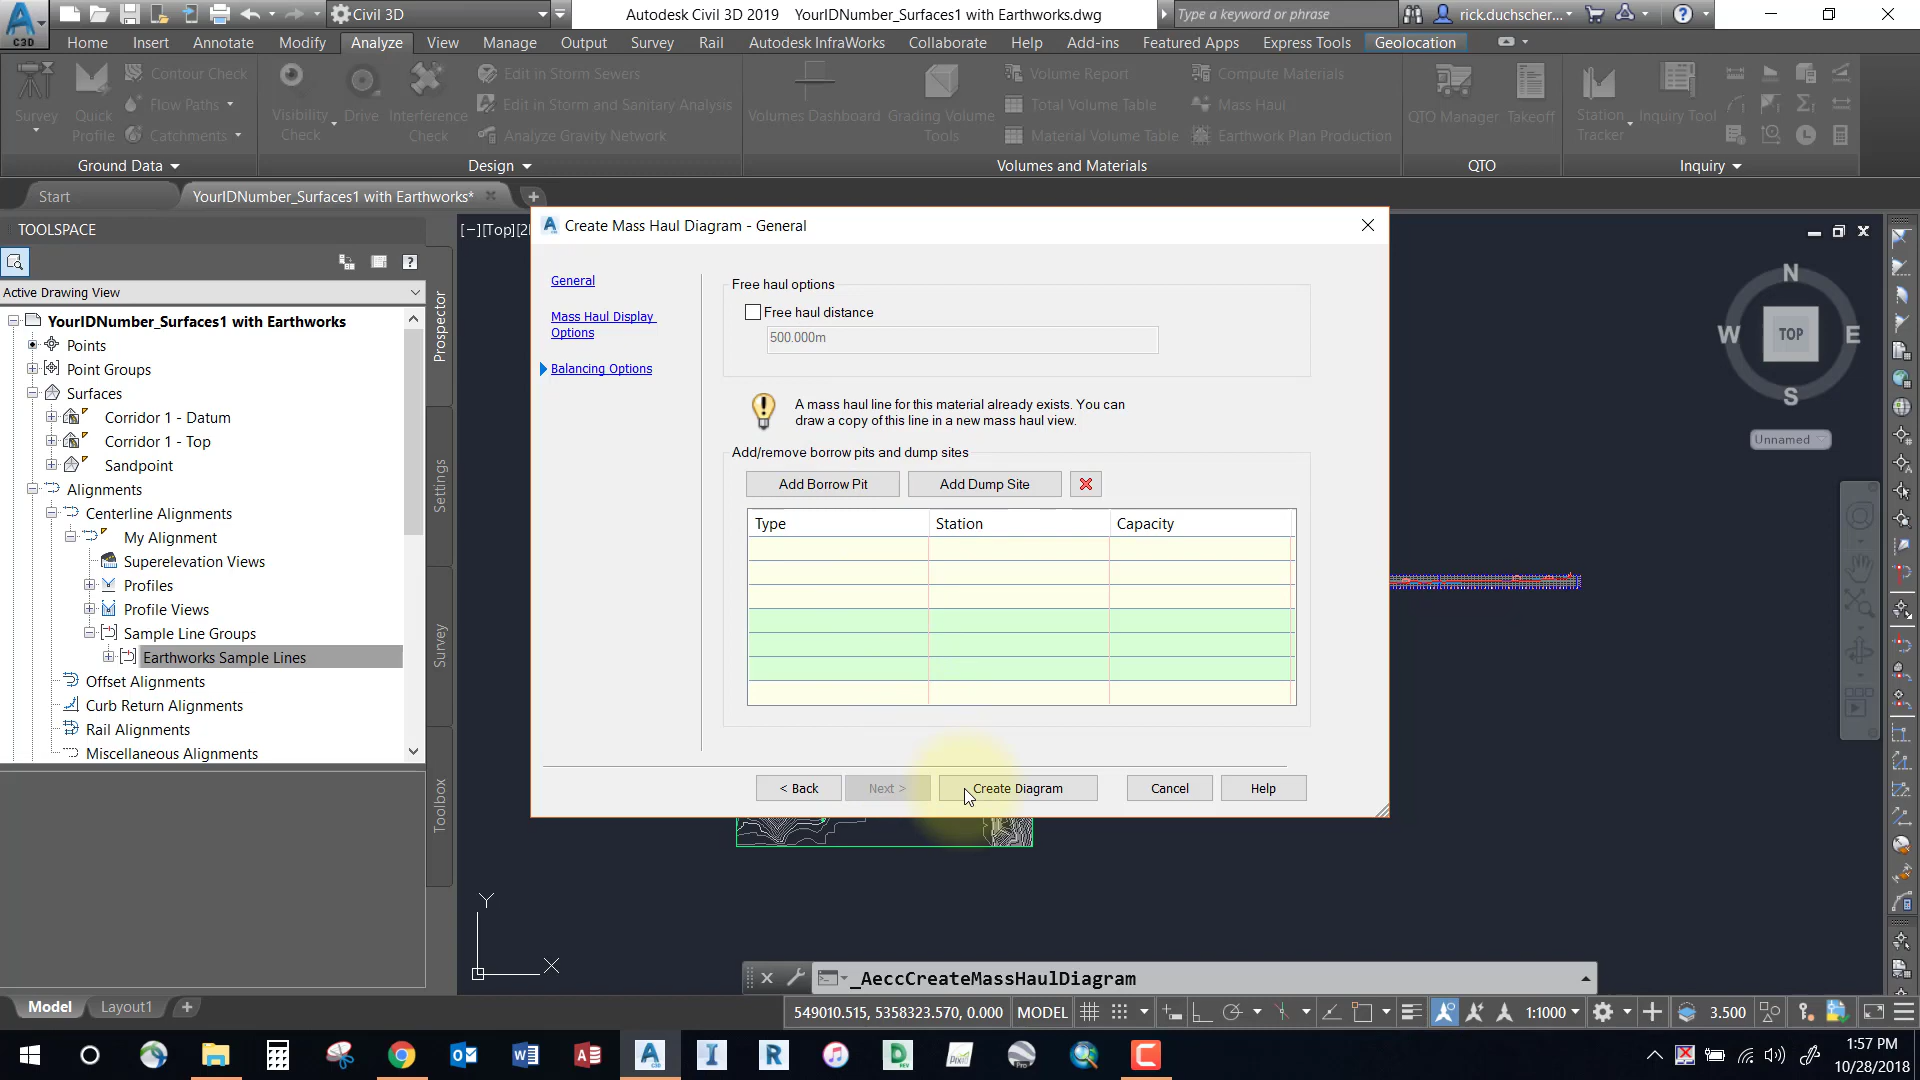 C3D
Civil 3D
Autodesk Civil 3D 2019 YourIDNumber_Surfaces1 with Earthworks.dwg
Type a keyword or phrase
rick.duchscher...
Home Insert Annotate Modify Analyze View Manage Output Survey Rail Autodesk InfraWorks Collaborate Help Add-ins Featured Apps Express Tools Geolocation
Survey
Quick Profile
Contour Check
Flow Paths
Catchments
Visibility Check
Drive
Interference Check
Edit in Storm Sewers
Edit in Storm and Sanitary Analysis
Analyze Gravity Network
Volumes Dashboard
Grading Volume Tools
Volume Report
Total Volume Table
Material Volume Table
Compute Materials
Mass Haul
Earthwork Plan Production
QTO Manager
Takeoff
Station Tracker
Inquiry Tool
Ground Data
Design
Volumes and Materials
QTO
Inquiry
Start
YourIDNumber_Surfaces1 with Earthworks*
TOOLSPACE
Active Drawing View
YourIDNumber_Surfaces1 with Earthworks
Points
Point Groups
Surfaces
Corridor 1 - Datum
Corridor 1 - Top
Sandpoint
Alignments
Centerline Alignments
My Alignment
Superelevation Views
Profiles
Profile Views
Sample Line Groups
Earthworks Sample Lines
Offset Alignments
Curb Return Alignments
Rail Alignments
Miscellaneous Alignments
Prospector
Settings
Survey
Toolbox
[−][Top][2
Create Mass Haul Diagram - General
General
Mass Haul Display
Options
Balancing Options
Free haul options
Free haul distance
500.000m
A mass haul line for this material already exists. You can
draw a copy of this line in a new mass haul view.
Add/remove borrow pits and dump sites
Add Borrow Pit
Add Dump Site
Type Station Capacity
< Back
Next >
Create Diagram
Cancel
Help
N
W TOP E
S
Unnamed
Y
X
_AeccCreateMassHaulDiagram
Model
Layout1
549010.515, 5358323.570, 0.000
MODEL
1:1000
3.500
1:57 PM
10/28/2018